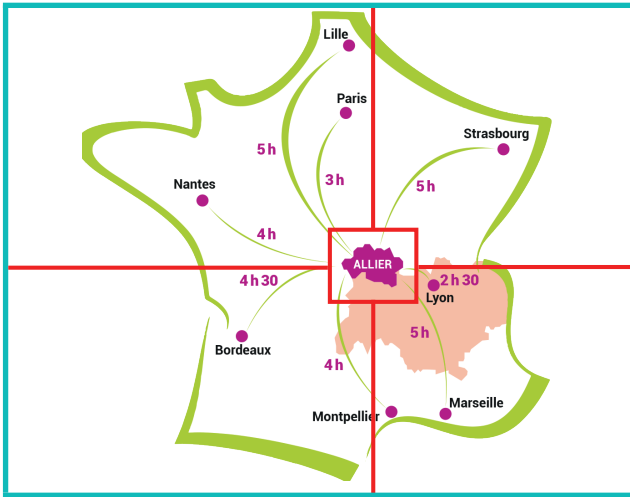 Lille
Paris
Strasbourg
5 h
3 h
5 h
Nantes
4 h
ALLIER
4 h 30
2 h 30
Lyon
5 h
Bordeaux
4 h
Marseille
Montpellier